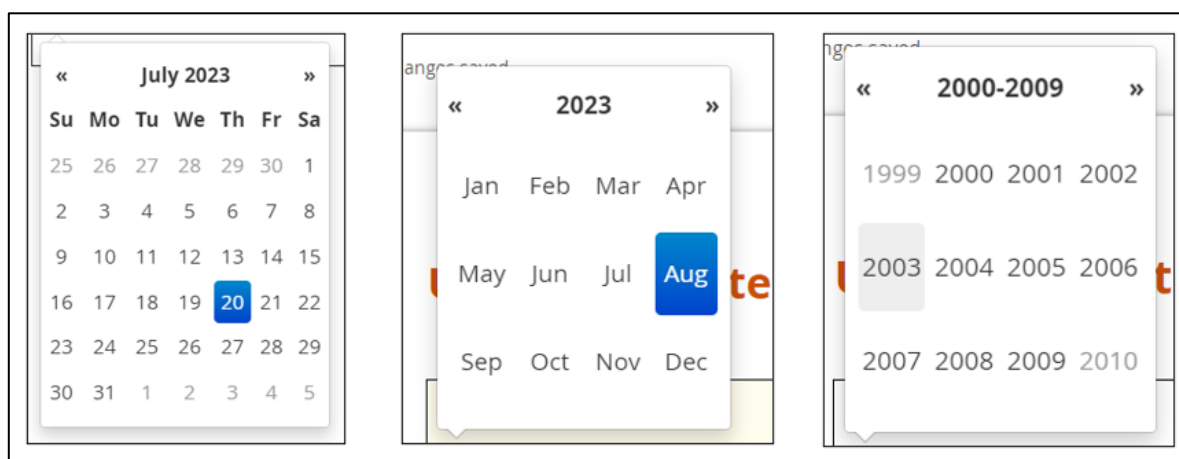 « July 2023 »
Su Mo Tu We Th Fr Sa
25 26 27 28 29 30 1
2 3 4 5 6 7 8
9 10 11 12 13 14 15
16 17 18 19 20 21 22
23 24 25 26 27 28 29
30 31 1 2 3 4 5
anges saved
« 2023 »
Jan Feb Mar Apr
May Jun Jul Aug
te
Sep Oct Nov Dec
« 2000-2009 »
1999 2000 2001 2002
2003 2004 2005 2006
t
2007 2008 2009 2010